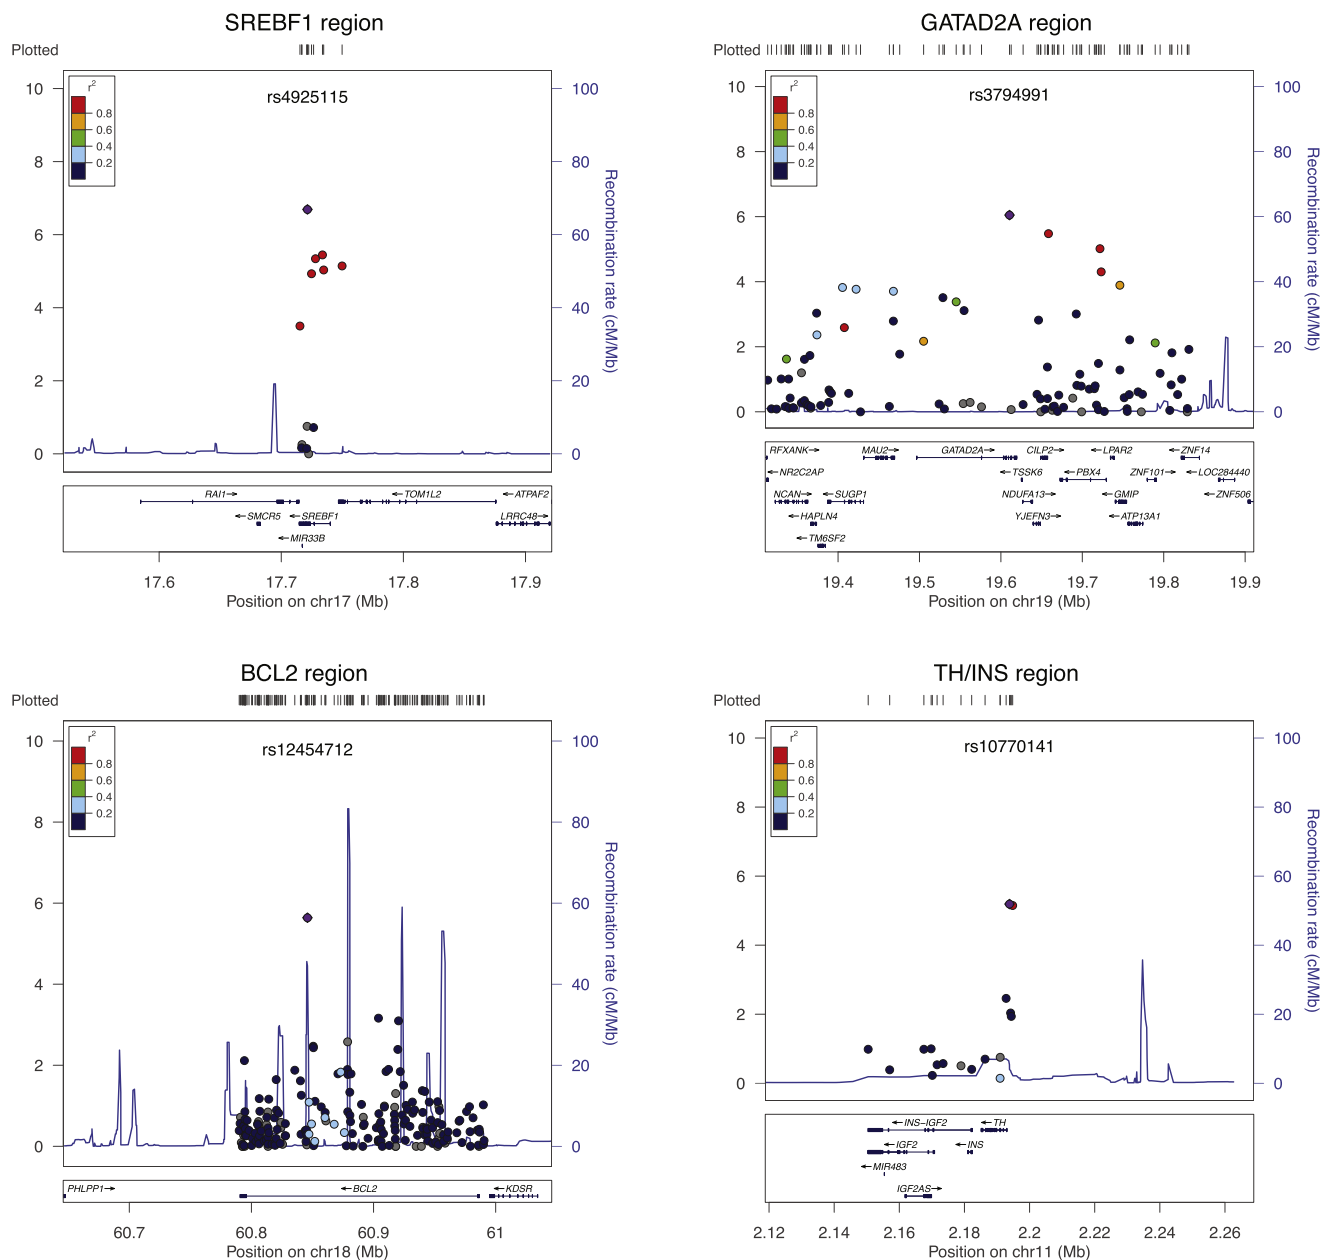 SREBF1 region
Plotted
rs4925115
r2
0.8
0.6
0.4
0.2
10
8
6
4
2
0
100
80
60
40
20
0
Recombination rate (cM/Mb)
RAI1→
←TOM1L2
←ATPAF2
←SMCR5
←SREBF1
LRRC48→
←MIR33B
17.6 17.7 17.8 17.9
Position on chr17 (Mb)
GATAD2A region
Plotted
rs3794991
r2
0.8
0.6
0.4
0.2
10
8
6
4
2
0
100
80
60
40
20
0
Recombination rate (cM/Mb)
RFXANK→ MAU2→ GATAD2A→ CILP2→ ←LPAR2 ←ZNF14
←NR2C2AP ←TSSK6 ←PBX4 ZNF101→ ←LOC284440
NCAN→ ←SUGP1 NDUFA13→ ←GMIP ←ZNF506
←HAPLN4 YJEFN3→ ←ATP13A1
←TM6SF2
19.4 19.5 19.6 19.7 19.8 19.9
Position on chr19 (Mb)
BCL2 region
Plotted
rs12454712
r2
0.8
0.6
0.4
0.2
10
8
6
4
2
0
100
80
60
40
20
0
Recombination rate (cM/Mb)
PHLPP1→ ←BCL2 ←KDSR
60.7 60.8 60.9 61
Position on chr18 (Mb)
TH/INS region
Plotted
rs10770141
r2
0.8
0.6
0.4
0.2
10
8
6
4
2
0
100
80
60
40
20
0
Recombination rate (cM/Mb)
←INS−IGF2 ←TH
←IGF2 ←INS
←MIR483
IGF2AS→
2.12 2.14 2.16 2.18 2.2 2.22 2.24 2.26
Position on chr11 (Mb)